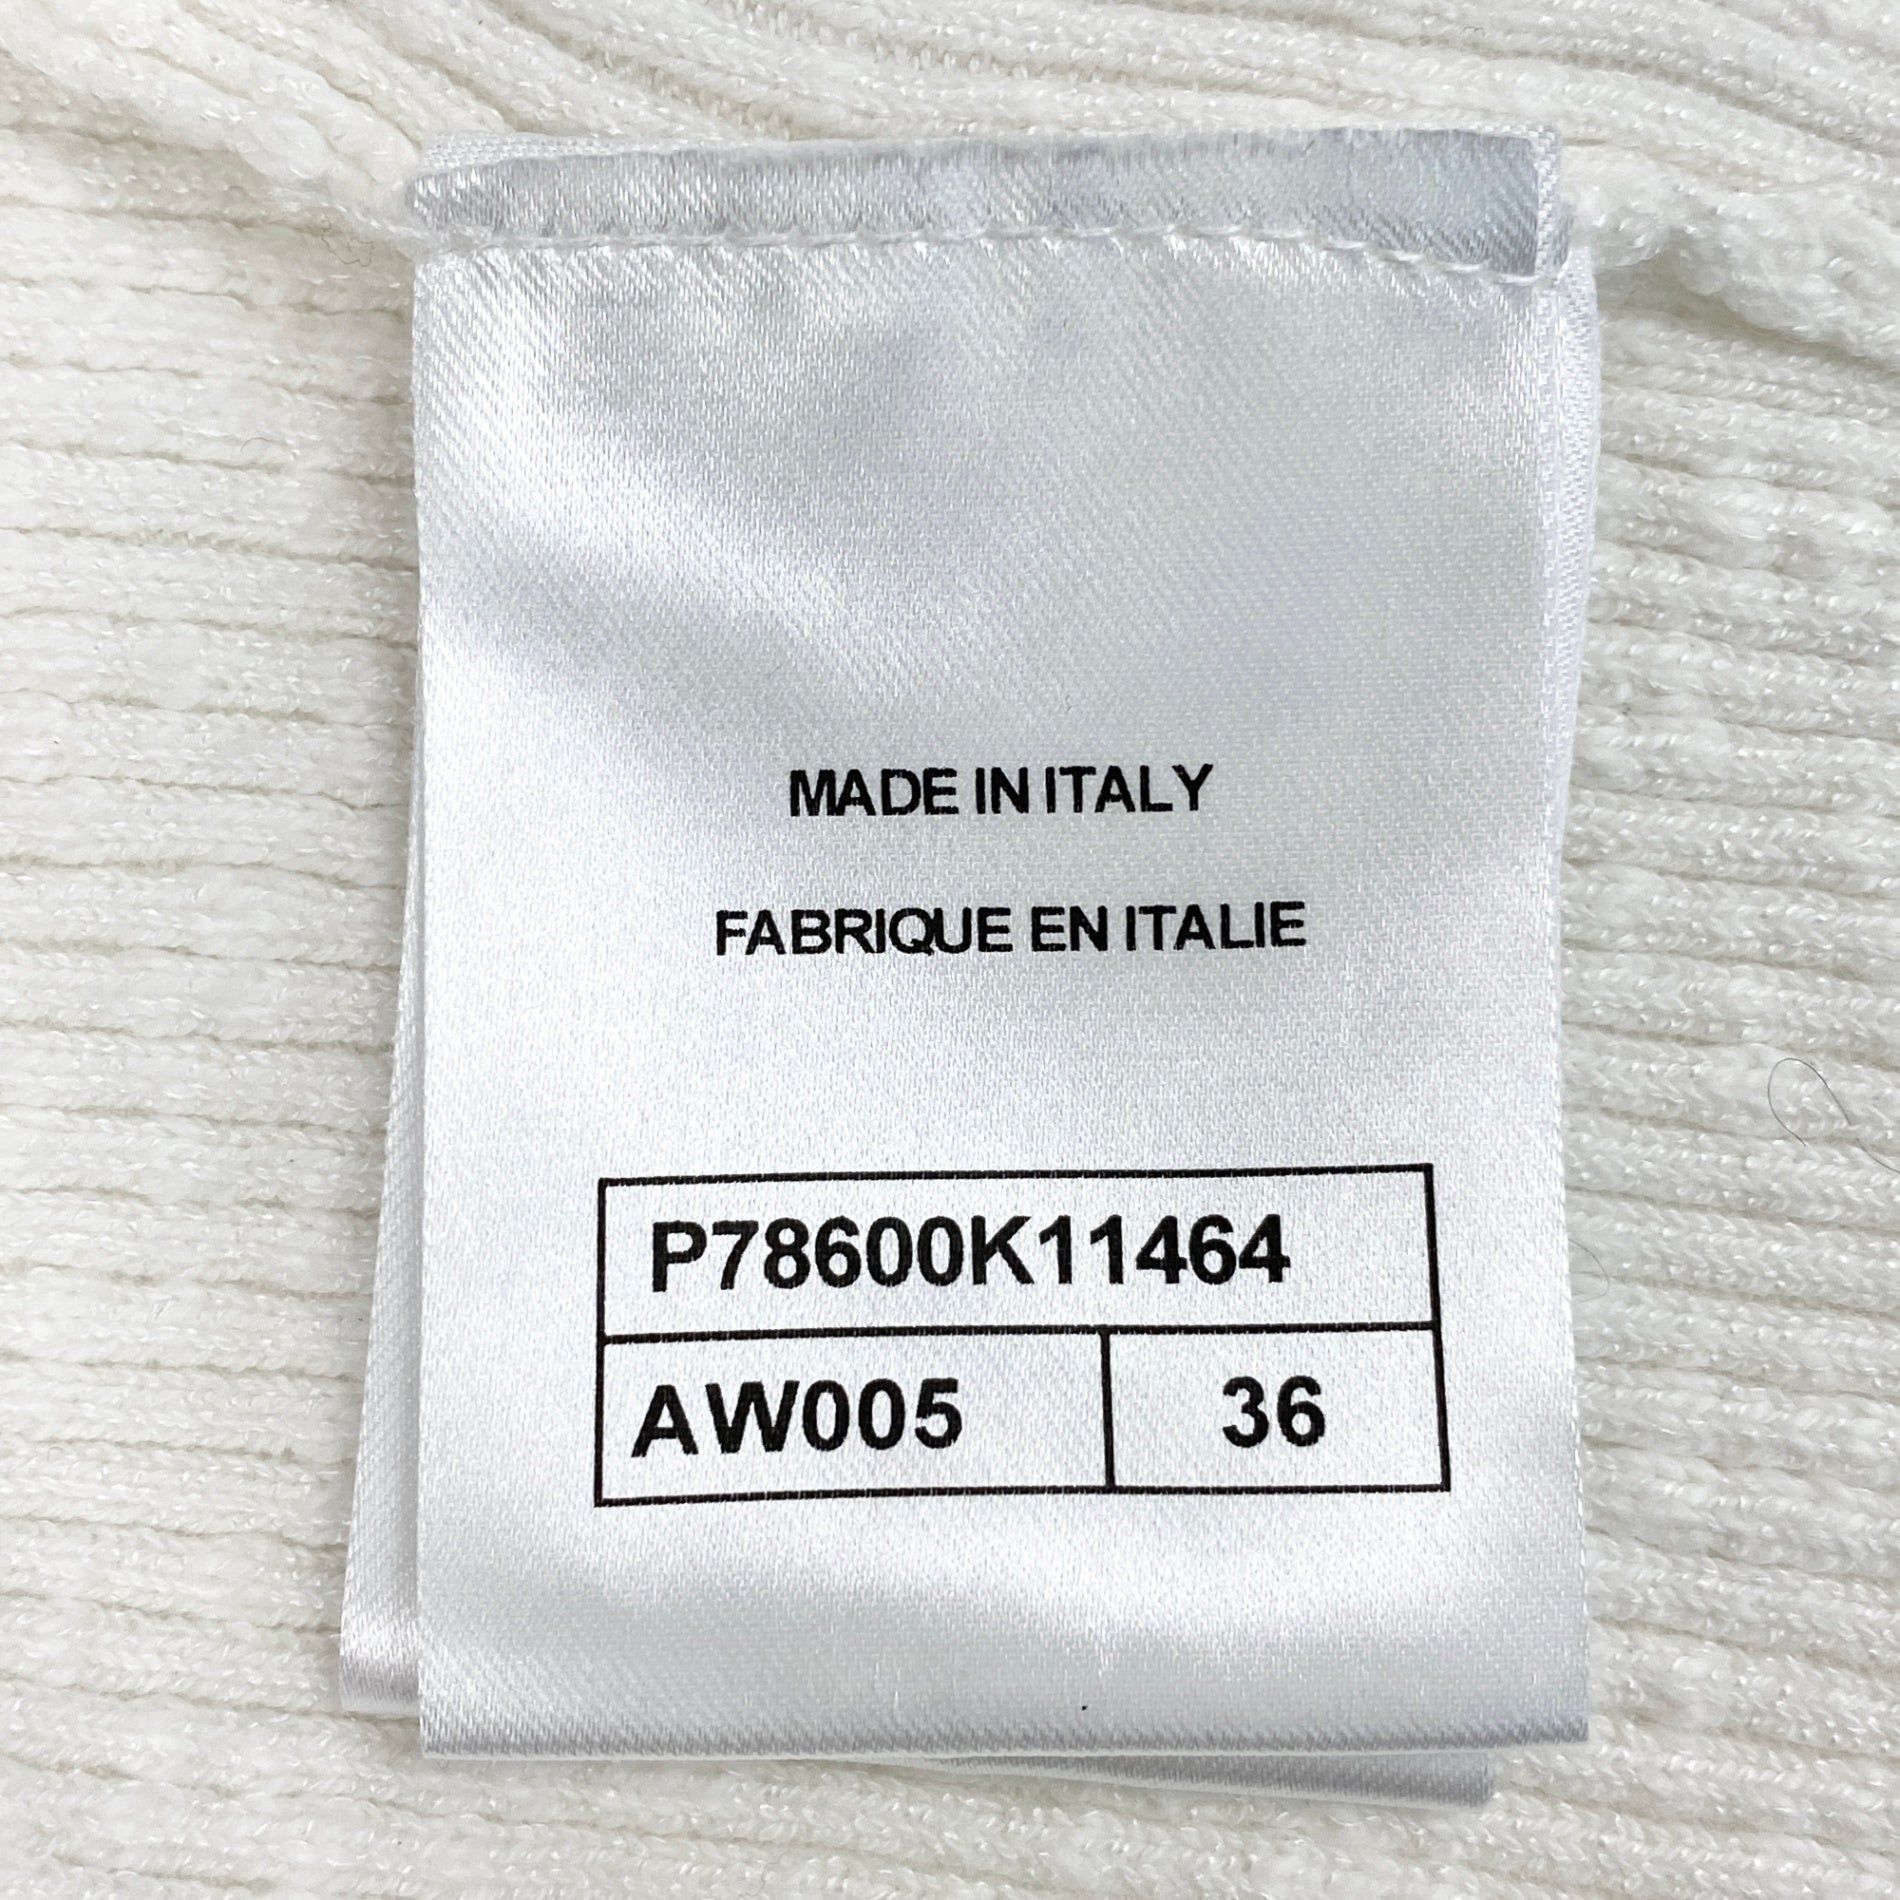 MADE IN ITALY
FABRIQUE EN ITALIE
P78600K11464
AW005 36